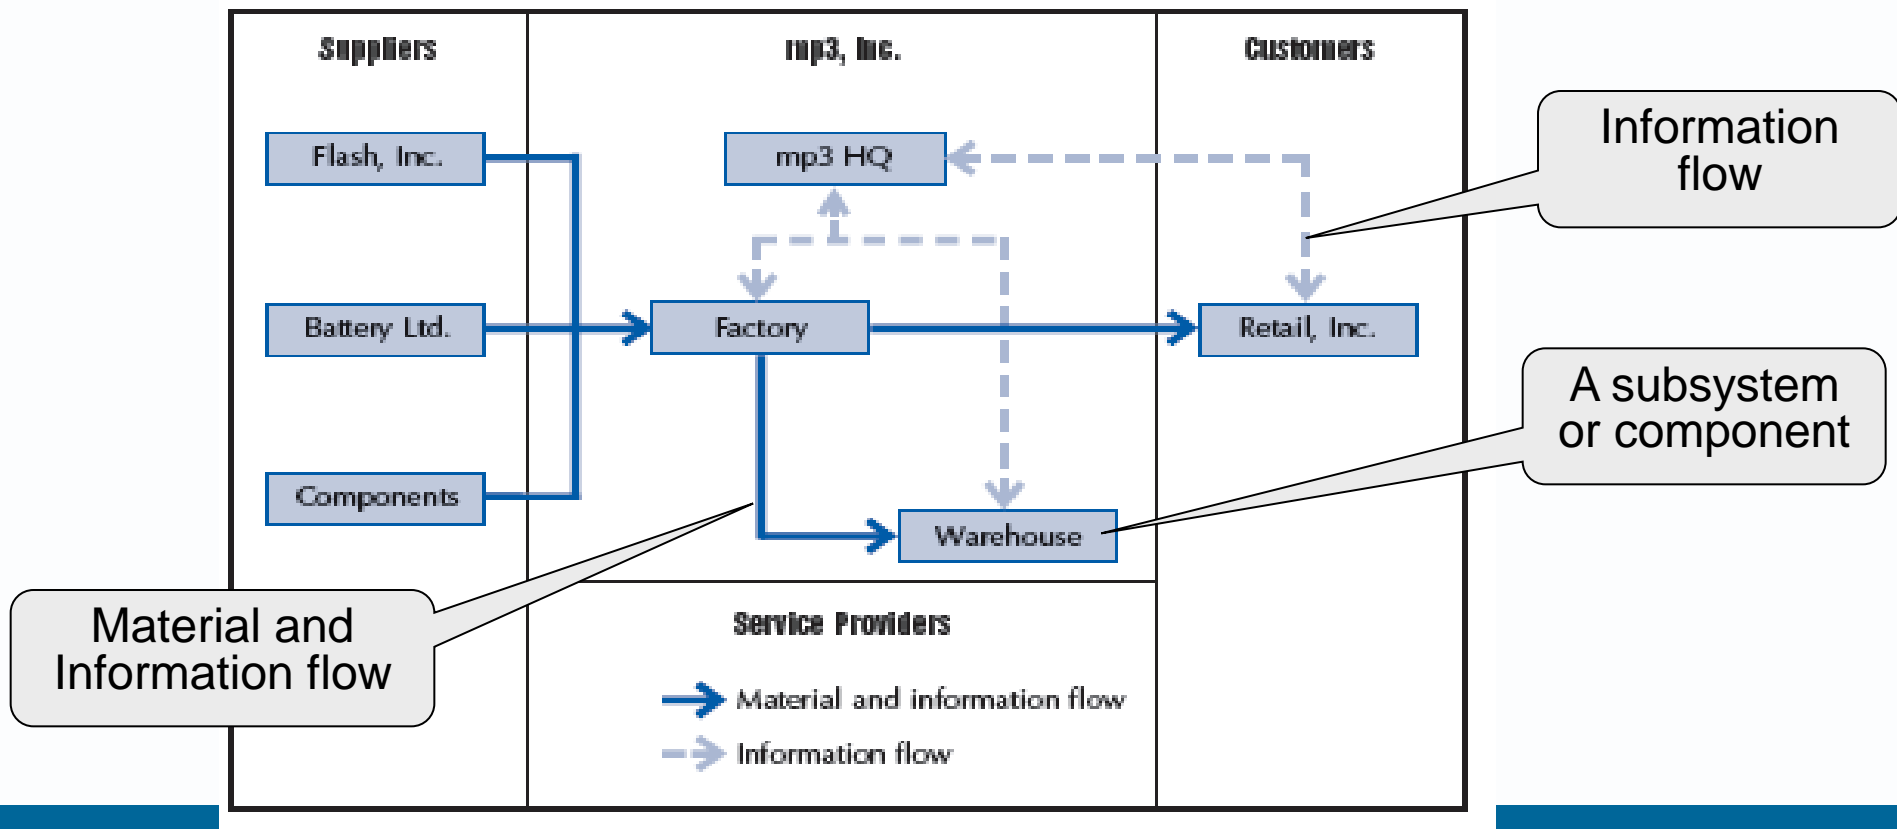 Suppliers
mp3, Inc.
Customers
Information
flow
Flash, Inc.
mp3 HQ
Battery Ltd.
Factory
Retail, Inc.
A subsystem
or component
Components
Warehouse
Material and
Information flow
Service Providers
Material and information flow
Information flow